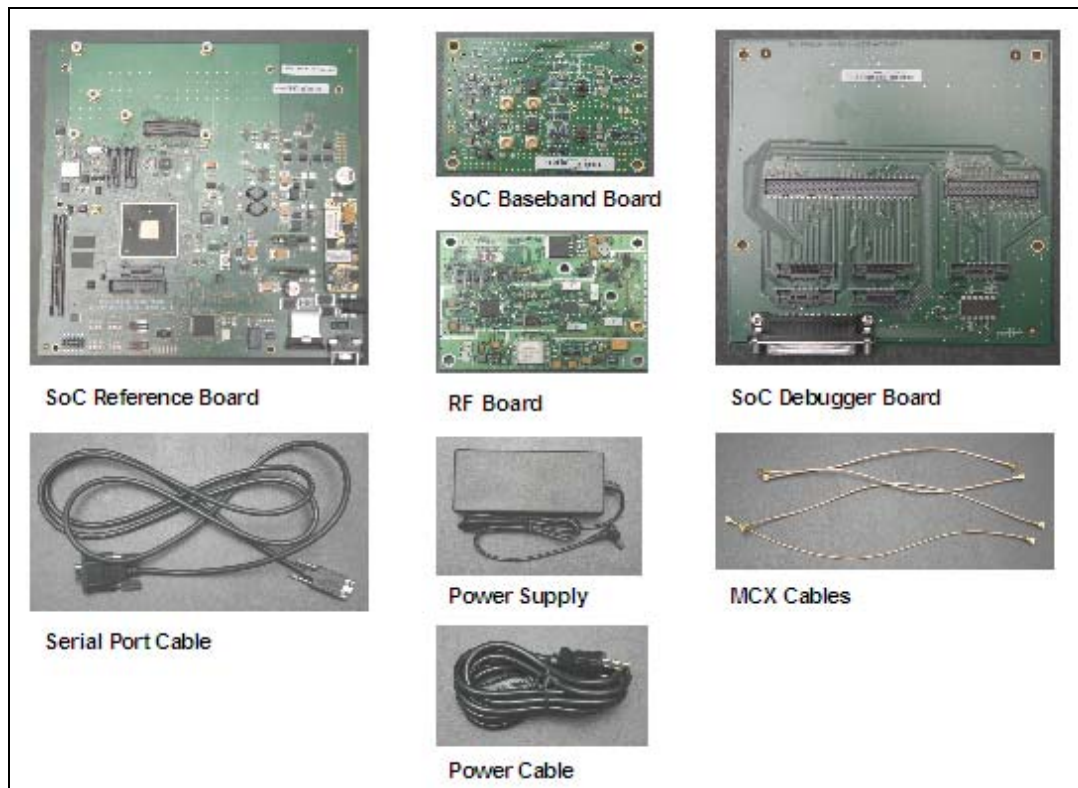 SoC Reference Board
SoC Baseband Board
RF Board
SoC Debugger Board
Serial Port Cable
Power Supply
MCX Cables
Power Cable